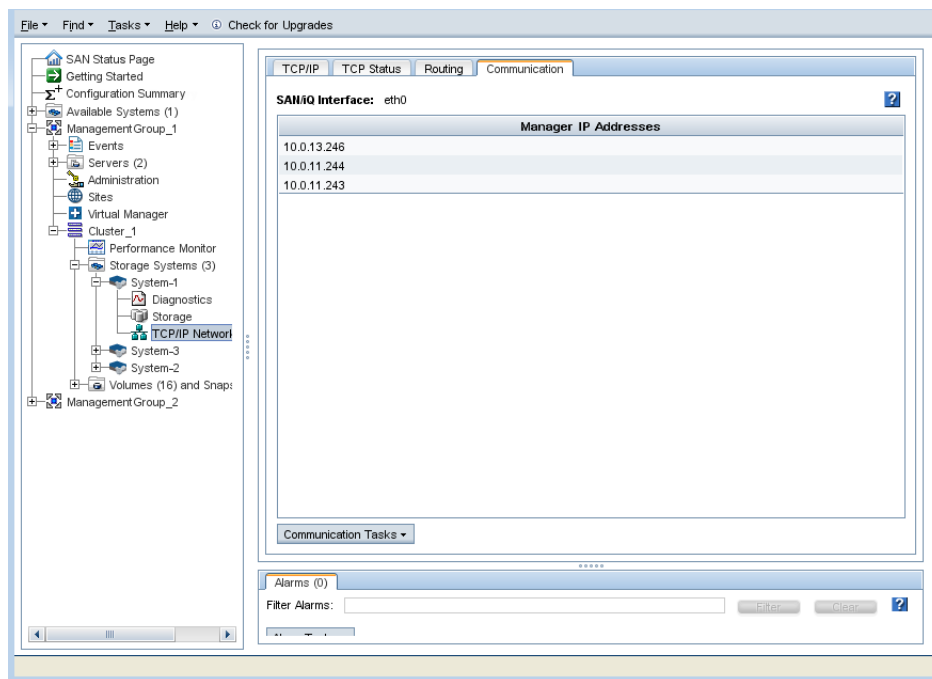 File Find Tasks Help Check for Upgrades
SAN Status Page
Getting Started
Configuration Summary
Available Systems (1)
ManagementGroup_1
Events
Servers (2)
Administration
Sites
Virtual Manager
Cluster_1
Performance Monitor
Storage Systems (3)
System-1
Diagnostics
Storage
TCP/IP Network
System-3
System-2
Volumes (16) and Snaps
ManagementGroup_2
TCP/IP TCP Status Routing Communication
SAN/iQ Interface: eth0
Manager IP Addresses
10.0.13.246
10.0.11.244
10.0.11.243
Communication Tasks
Alarms (0)
Filter Alarms: Filter Clear